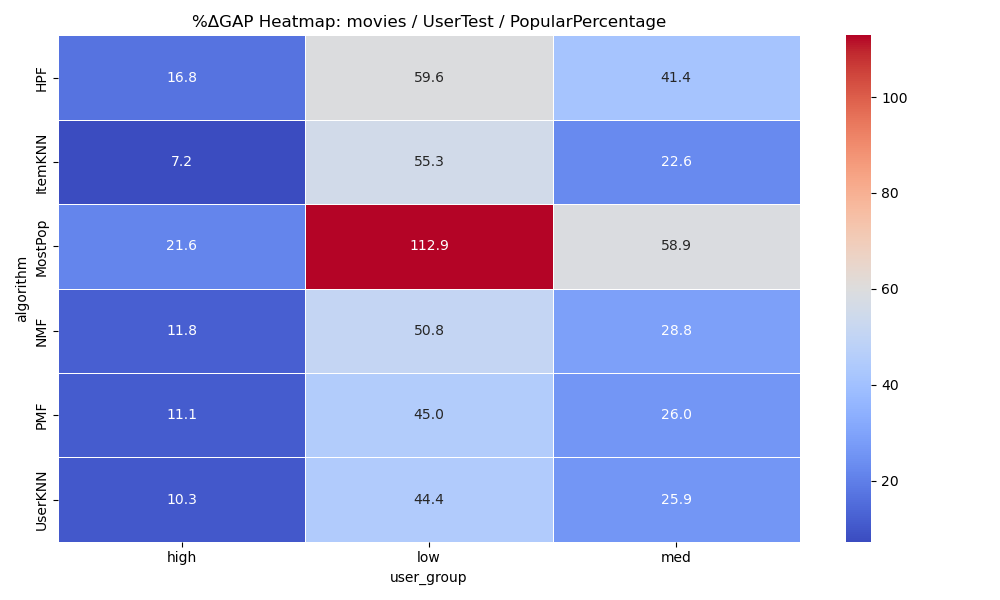 %ΔGAP Heatmap: movies / UserTest / PopularPercentage
algorithm
HPF 16.8 59.6 41.4
ItemKNN 7.2 55.3 22.6
MostPop 21.6 112.9 58.9
NMF 11.8 50.8 28.8
PMF 11.1 45.0 26.0
UserKNN 10.3 44.4 25.9
high low med
user_group
100
80
60
40
20